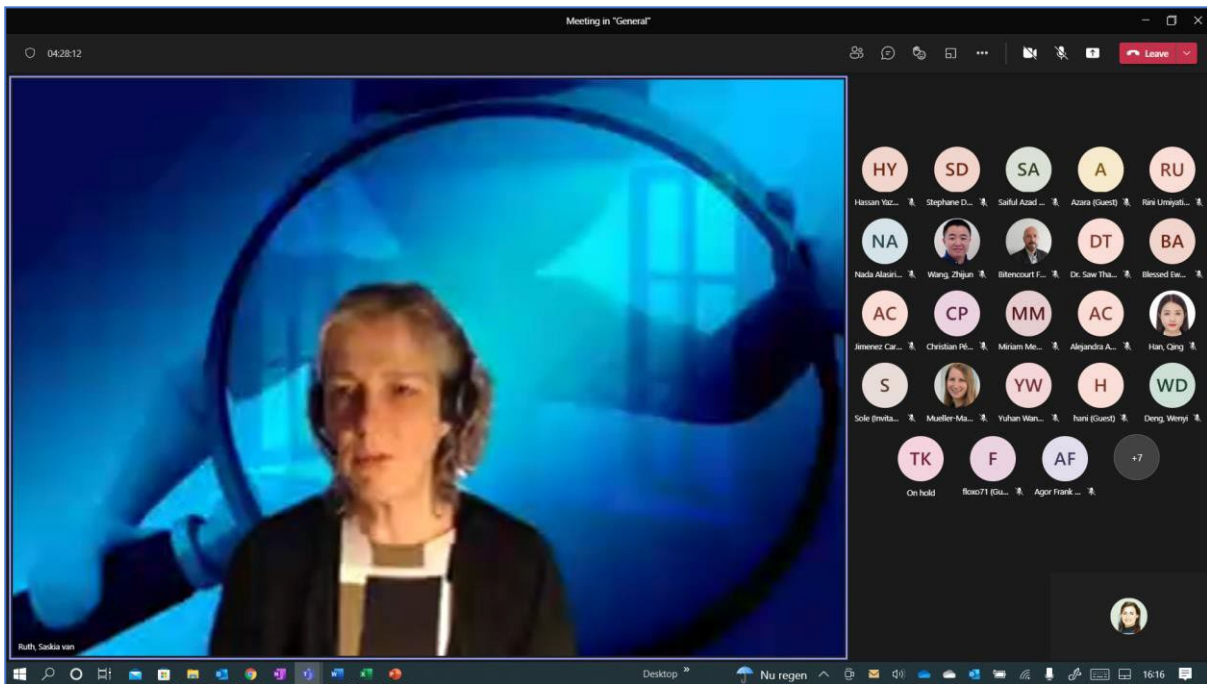 Meeting in "General"
04:28:12
Leave
HY SD SA A RU
Hassan Yaz... Stephane D... Saiful Azad ... Azara (Guest) Rini Umiyati...
NA DT BA
Nada Alasiri... Wang, Zhijun Bitencourt F... Dr. Saw Tha... Blessed Ew...
AC CP MM AC
Jimenez Car... Christian Pé... Miriam Me... Alejandra A... Han, Qing
S YW H WD
Sole (Invita... Mueller-Ma... Yuhan Wan... hani (Guest) Deng, Wenyi
TK F AF +7
On hold floxo71 (Gu... Agor Frank ...
Ruth, Saskia van
Desktop » Nu regen 16:16